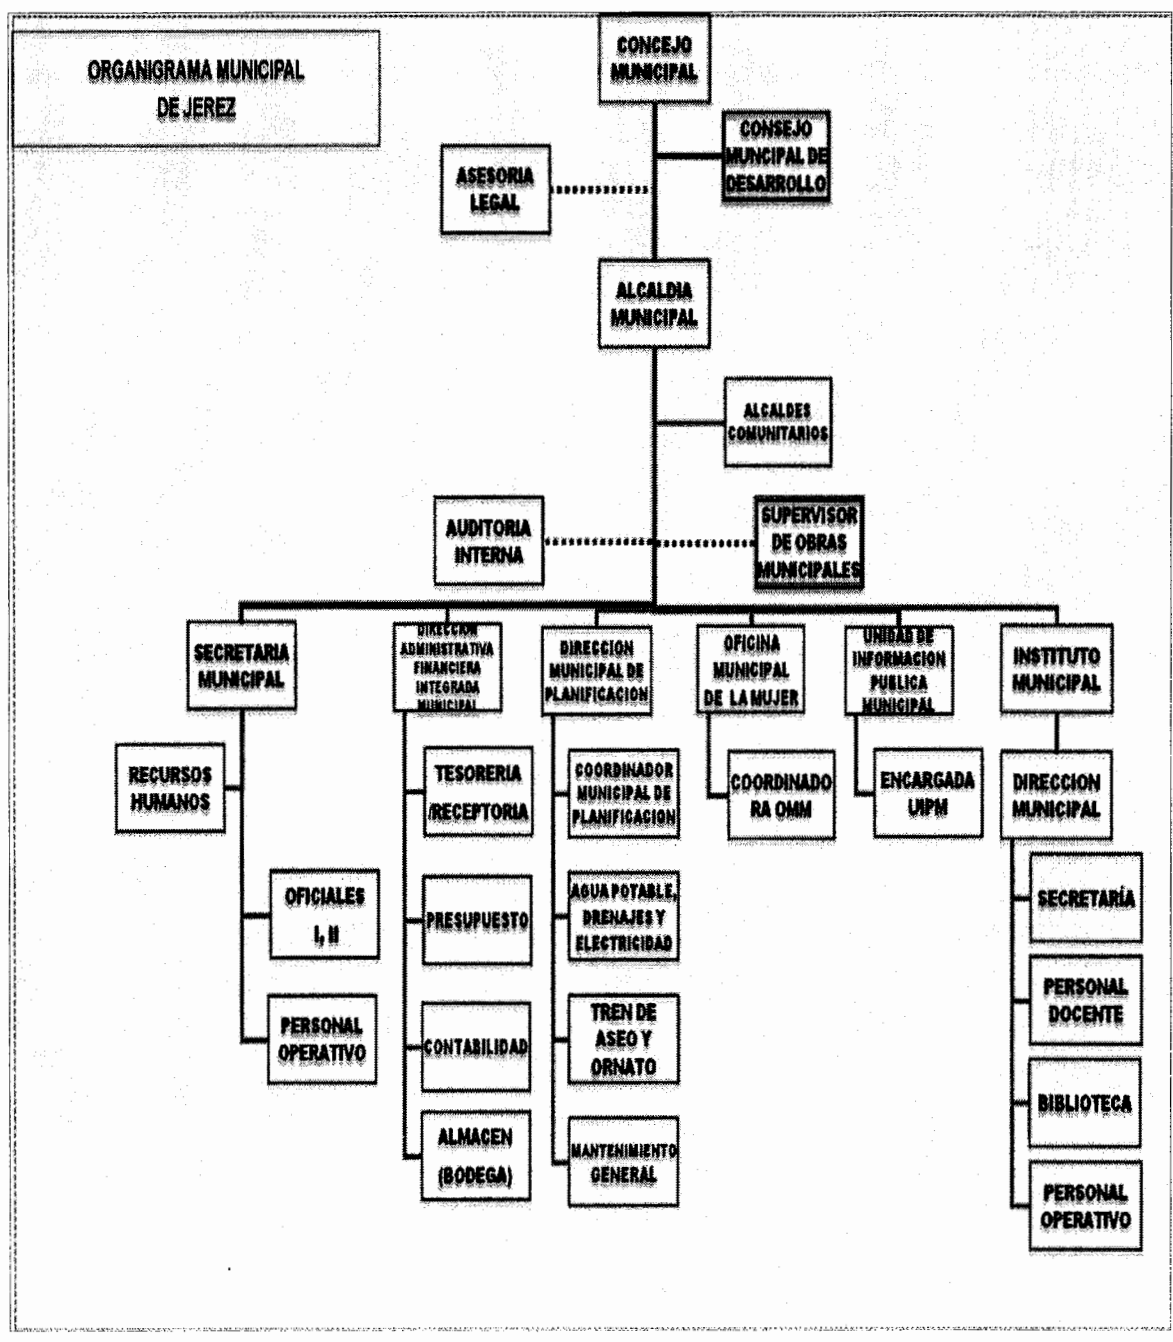 ORGANIGRAMA MUNICIPAL
DE JEREZ
CONCEJO
MUNICIPAL
CONSEJO
MUNCIPAL DE
DESARROLLO
ASESORIA
LEGAL
ALCALDIA
MUNICIPAL
ALCALDES
COMUNITARIOS
AUDITORIA
INTERNA
SUPERVISOR
DE OBRAS
MUNICIPALES
SECRETARIA
MUNICIPAL
DIRECCION
ADMINISTRATIVA
FINANCIERA
INTEGRADA
MUNICIPAL
DIRECCION
MUNICIPAL DE
PLANIFICACION
OFICINA
MUNICIPAL
DE LA MUJER
UNIDAD DE
INFORMACION
PUBLICA
MUNICIPAL
INSTITUTO
MUNICIPAL
RECURSOS
HUMANOS
OFICIALES
I, II
PERSONAL
OPERATIVO
TESORERIA
/RECEPTORIA
PRESUPUESTO
CONTABILIDAD
ALMACEN
(BODEGA)
COORDINADOR
MUNICIPAL DE
PLANIFICACION
AGUA POTABLE,
DRENAJES Y
ELECTRICIDAD
TREN DE
ASEO Y
ORNATO
MANTENIMIENTO
GENERAL
COORDINADO
RA OMM
ENCARGADA
UIPM
DIRECCION
MUNICIPAL
SECRETARÍA
PERSONAL
DOCENTE
BIBLIOTECA
PERSONAL
OPERATIVO